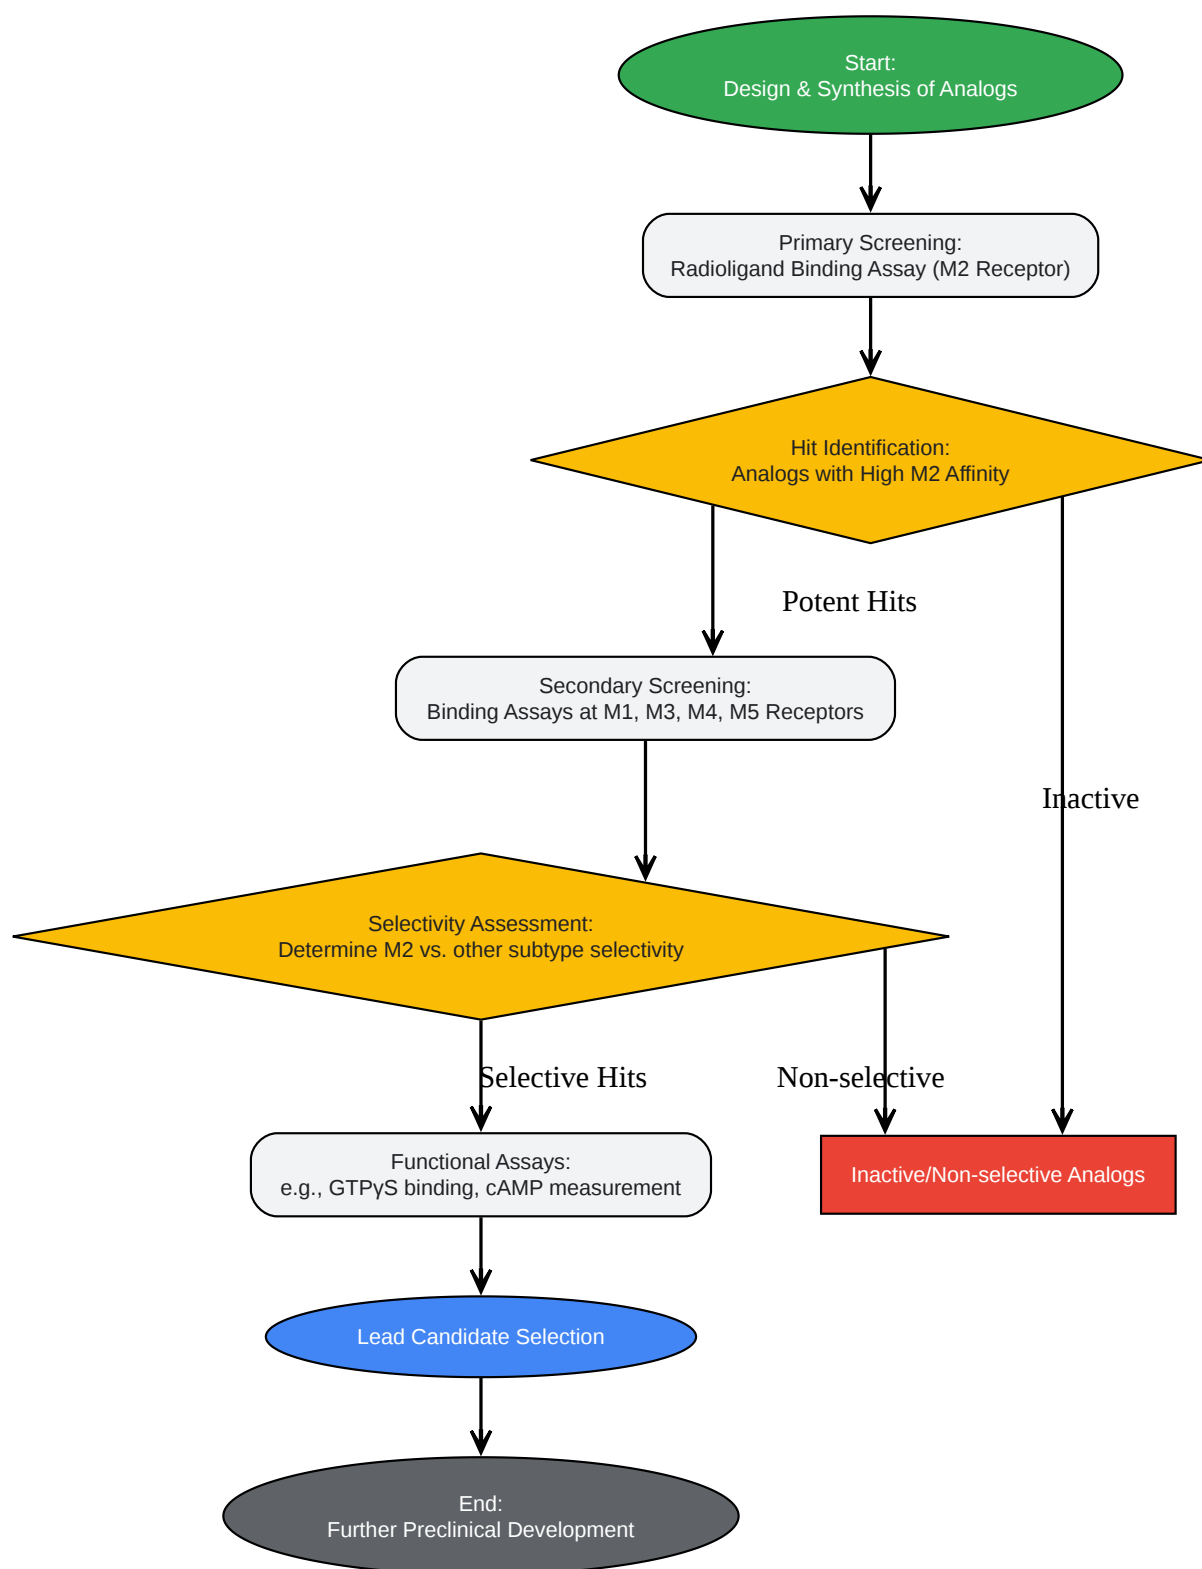 Start:
Design & Synthesis of Analogs
Primary Screening:
Radioligand Binding Assay (M2 Receptor)
Hit Identification:
Analogs with High M2 Affinity
Potent Hits
Secondary Screening:
Binding Assays at M1, M3, M4, M5 Receptors
Inactive
Selectivity Assessment:
Determine M2 vs. other subtype selectivity
Selective Hits
Non-selective
Functional Assays:
e.g., GTPγS binding, cAMP measurement
Inactive/Non-selective Analogs
Lead Candidate Selection
End:
Further Preclinical Development